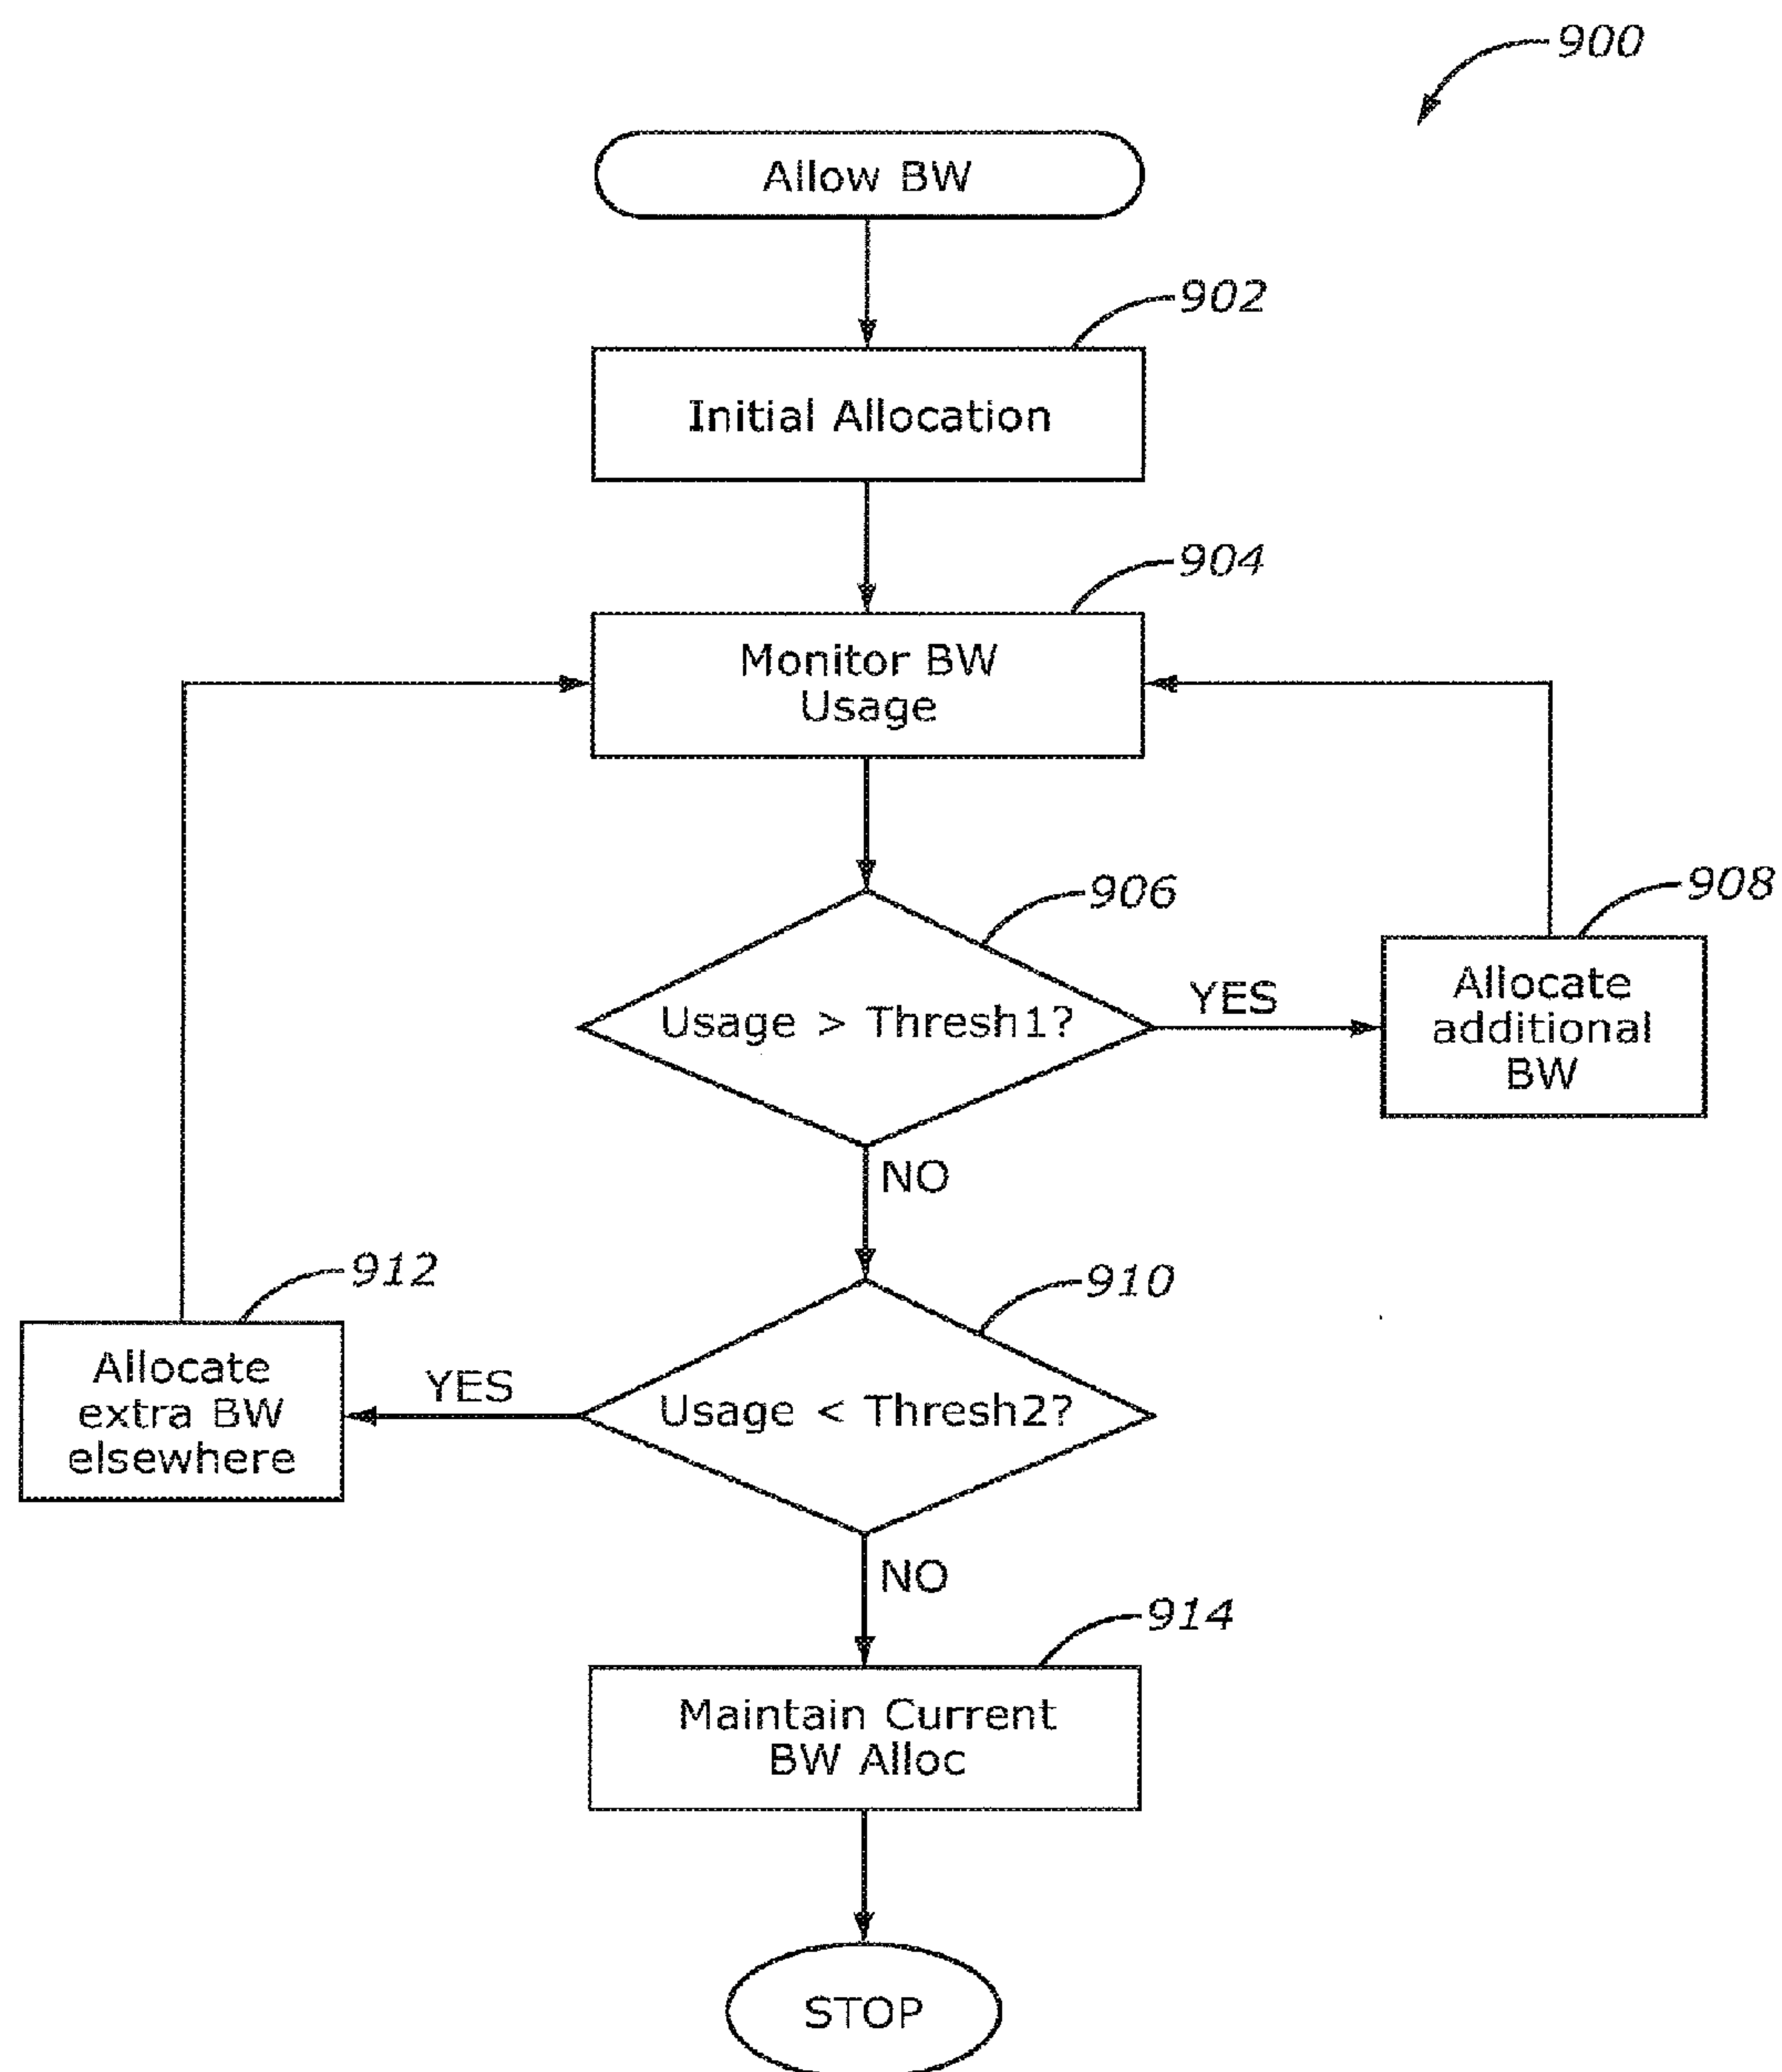 900
Allow BW
902
Initial Allocation
904
Monitor BW
Usage
906
Usage > Thresh1?
YES
908
Allocate
additional
BW
NO
910
Usage < Thresh2?
YES
912
Allocate
extra BW
elsewhere
NO
914
Maintain Current
BW Alloc
STOP